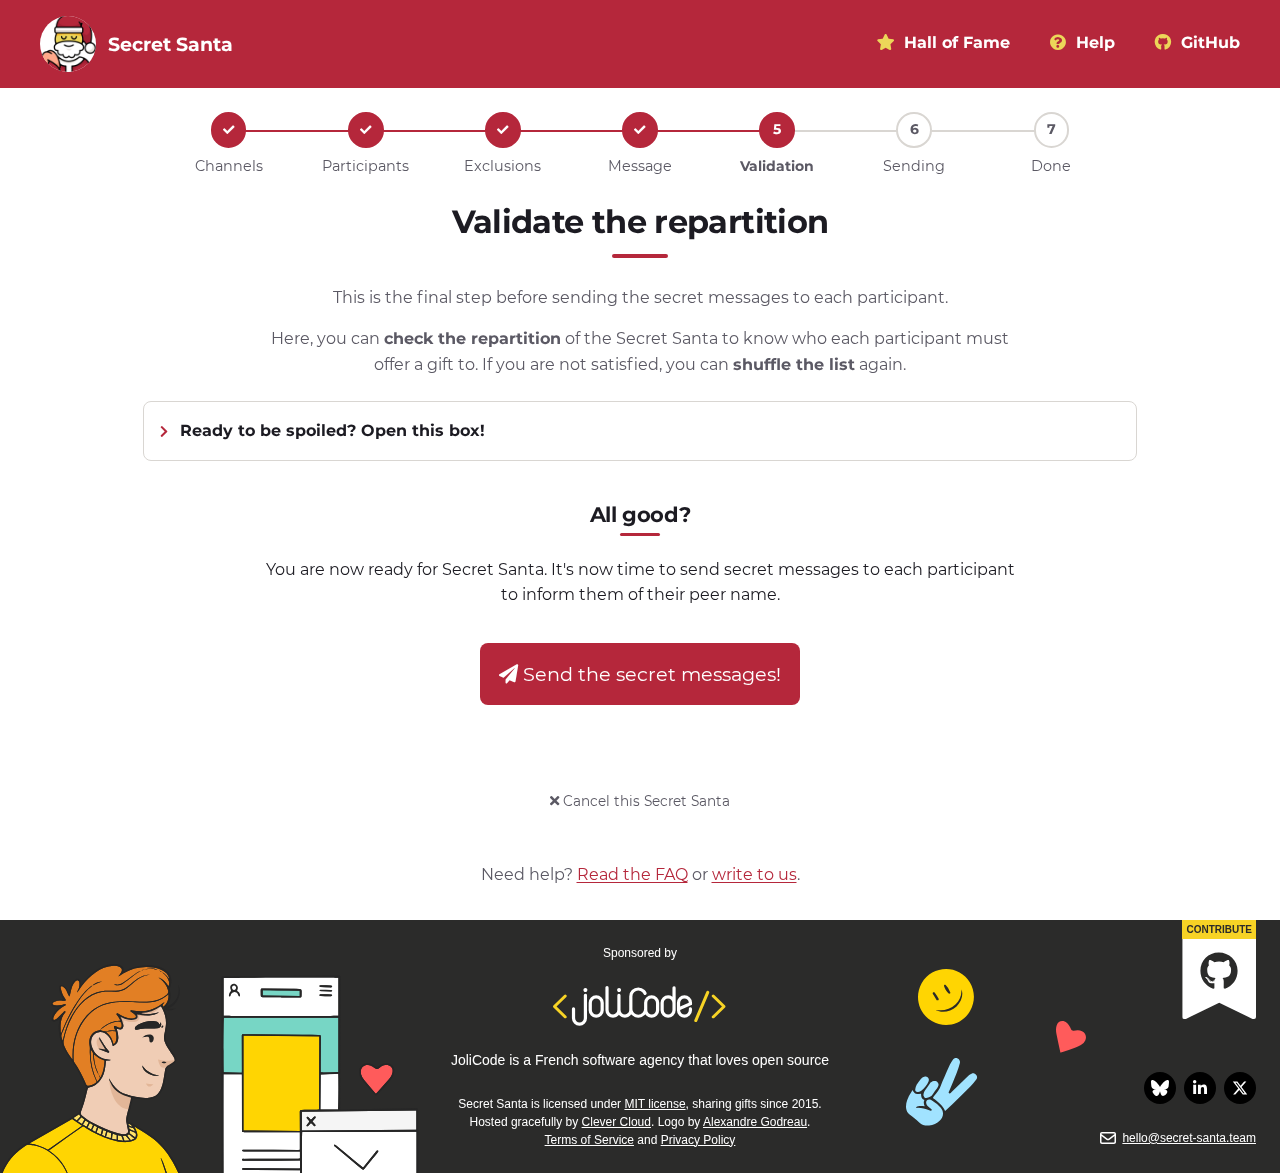 Secret Santa
Hall of Fame
Help
GitHub
5
6
7
Channels
Participants
Exclusions
Message
Validation
Sending
Done
Validate the repartition
This is the final step before sending the secret messages to each participant.
Here, you can check the repartition of the Secret Santa to know who each participant must
offer a gift to. If you are not satisfied, you can shuffle the list again.
Ready to be spoiled? Open this box!
All good?
You are now ready for Secret Santa. It's now time to send secret messages to each participant
to inform them of their peer name.
Send the secret messages!
Cancel this Secret Santa
Need help? Read the FAQ or write to us.
CONTRIBUTE
Sponsored by
<joliCode/>
JoliCode is a French software agency that loves open source
Secret Santa is licensed under MIT license, sharing gifts since 2015.
Hosted gracefully by Clever Cloud. Logo by Alexandre Godreau.
Terms of Service and Privacy Policy
hello@secret-santa.team